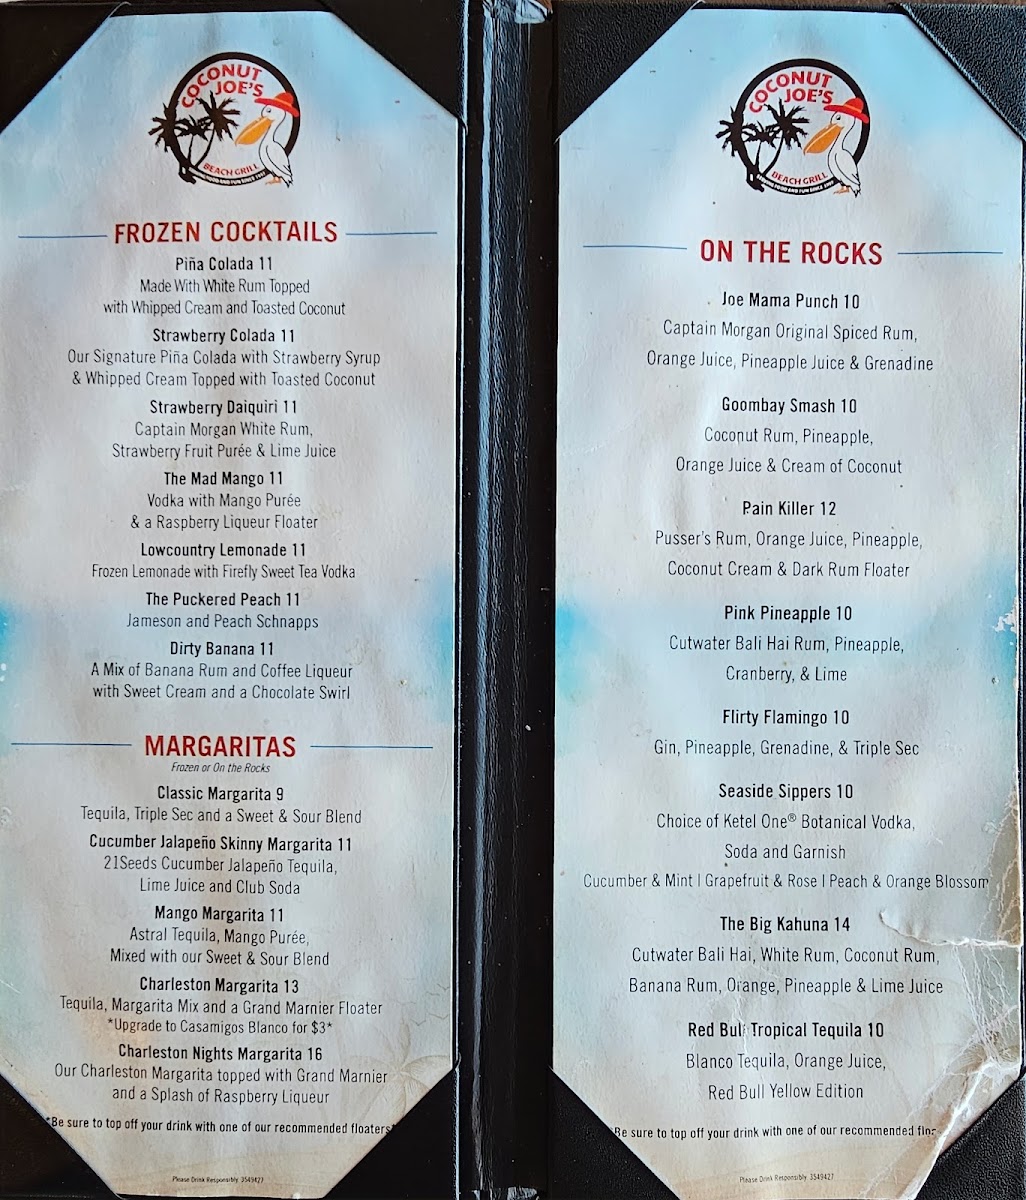 COCONUT
JOE'S
BEACH GRILL
FROZEN COCKTAILS
Piña Colada 11
Made With White Rum Topped
with Whipped Cream and Toasted Coconut
Strawberry Colada 11
Our Signature Piña Colada with Strawberry Syrup
& Whipped Cream Topped with Toasted Coconut
Strawberry Daiquiri 11
Captain Morgan White Rum,
Strawberry Fruit Purée & Lime Juice
The Mad Mango 11
Vodka with Mango Purée
& a Raspberry Liqueur Floater
Lowcountry Lemonade 11
Frozen Lemonade with Firefly Sweet Tea Vodka
The Puckered Peach 11
Jameson and Peach Schnapps
Dirty Banana 11
A Mix of Banana Rum and Coffee Liqueur
with Sweet Cream and a Chocolate Swirl
MARGARITAS
Frozen or On the Rocks
Classic Margarita 9
Tequila, Triple Sec and a Sweet & Sour Blend
Cucumber Jalapeño Skinny Margarita 11
21Seeds Cucumber Jalapeño Tequila,
Lime Juice and Club Soda
Mango Margarita 11
Astral Tequila, Mango Purée,
Mixed with our Sweet & Sour Blend
Charleston Margarita 13
Tequila, Margarita Mix and a Grand Marnier Floater
*Upgrade to Casamigos Blanco for $3*
Charleston Nights Margarita 16
Our Charleston Margarita topped with Grand Marnier
and a Splash of Raspberry Liqueur
*Be sure to top off your drink with one of our recommended floaters*
Please Drink Responsibly. 3549427
COCONUT
JOE'S
BEACH GRILL
ON THE ROCKS
Joe Mama Punch 10
Captain Morgan Original Spiced Rum,
Orange Juice, Pineapple Juice & Grenadine
Goombay Smash 10
Coconut Rum, Pineapple,
Orange Juice & Cream of Coconut
Pain Killer 12
Pusser's Rum, Orange Juice, Pineapple,
Coconut Cream & Dark Rum Floater
Pink Pineapple 10
Cutwater Bali Hai Rum, Pineapple,
Cranberry, & Lime
Flirty Flamingo 10
Gin, Pineapple, Grenadine, & Triple Sec
Seaside Sippers 10
Choice of Ketel One® Botanical Vodka,
Soda and Garnish
Cucumber & Mint | Grapefruit & Rose | Peach & Orange Blossom
The Big Kahuna 14
Cutwater Bali Hai, White Rum, Coconut Rum,
Banana Rum, Orange, Pineapple & Lime Juice
Red Bull Tropical Tequila 10
Blanco Tequila, Orange Juice,
Red Bull Yellow Edition
Be sure to top off your drink with one of our recommended
Please Drink Responsibly. 3549427